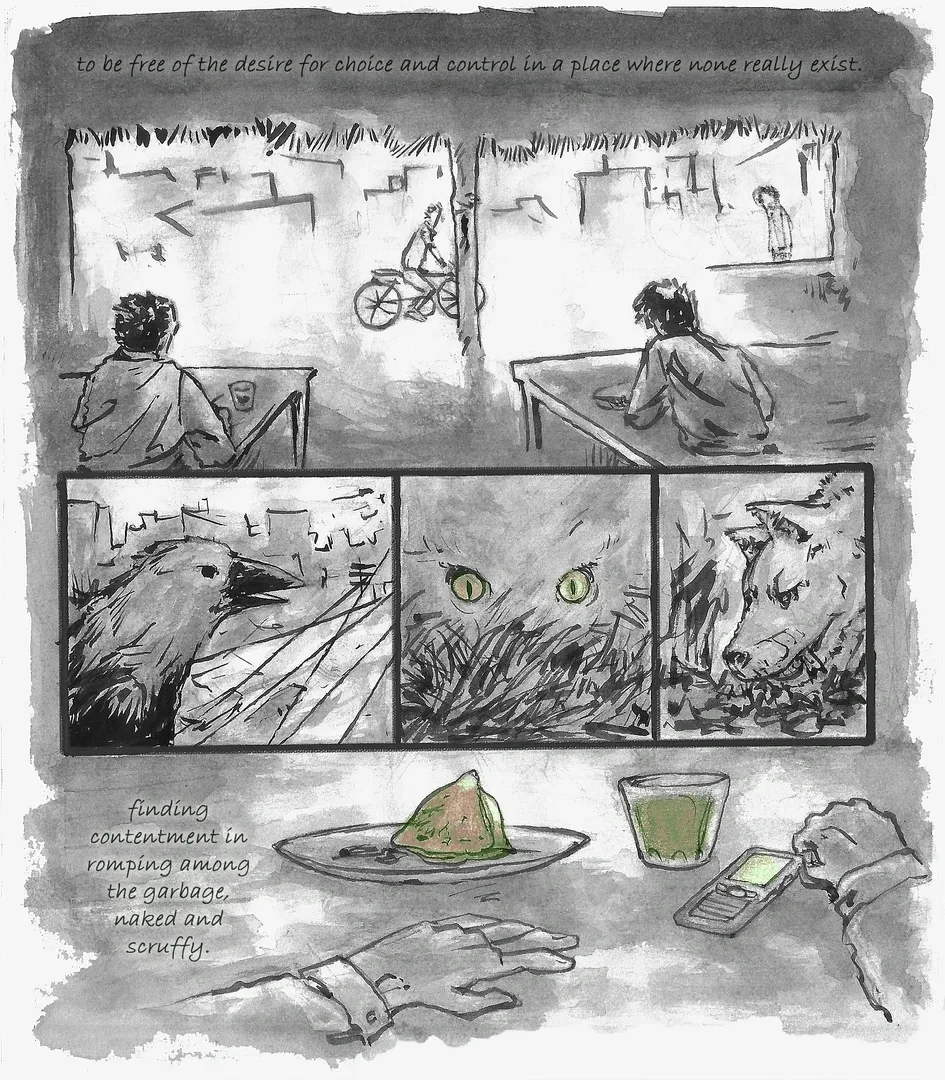 to be free of the desire for choice and control in a place where none really exist.
finding
contentment in
romping among
the garbage,
naked and
scruffy.